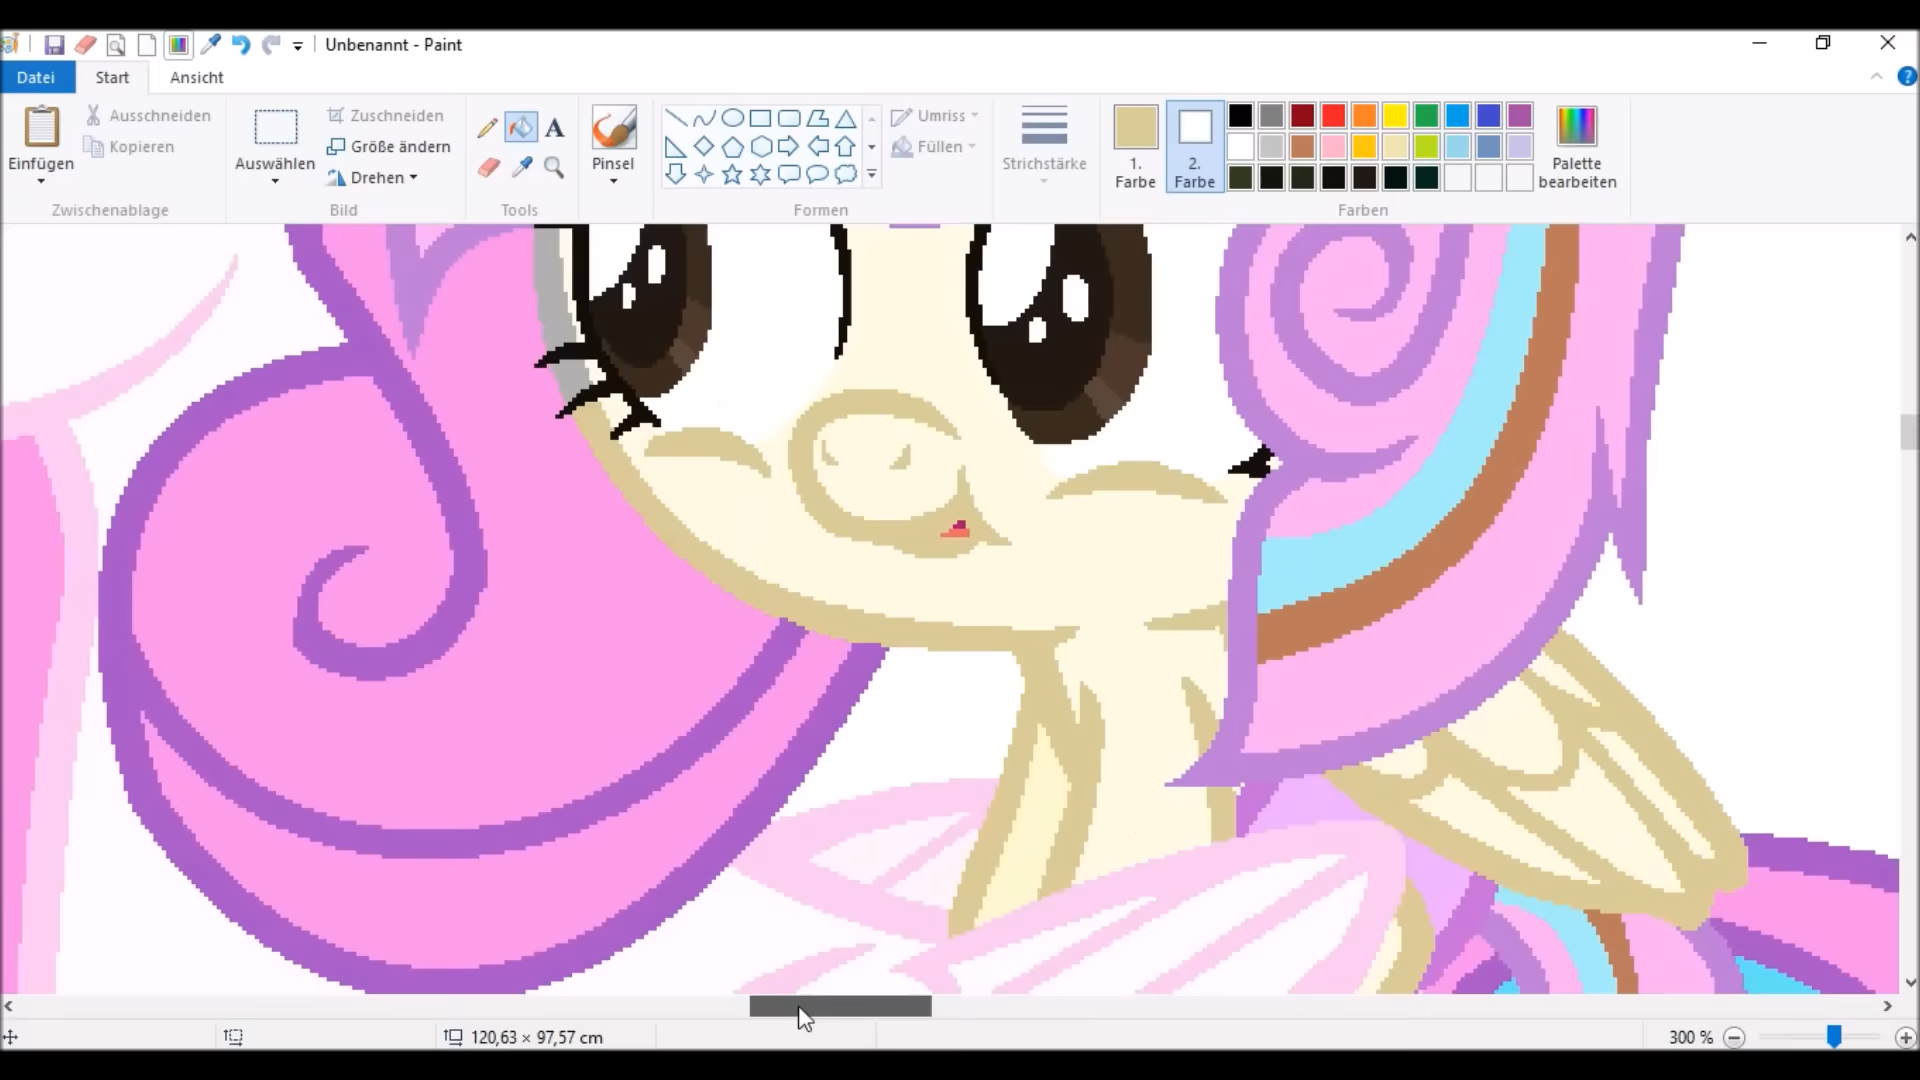 Unbenannt - Paint
Datei
Start
Ansicht
Einfügen
Ausschneiden
Kopieren
Zwischenablage
Auswählen
Zuschneiden
Größe ändern
Drehen
Bild
A
Tools
Pinsel
Umriss
Füllen
Formen
Strichstärke
1.
Farbe
2.
Farbe
Palette
bearbeiten
Farben
?
120,63 × 97,57 cm
300 %